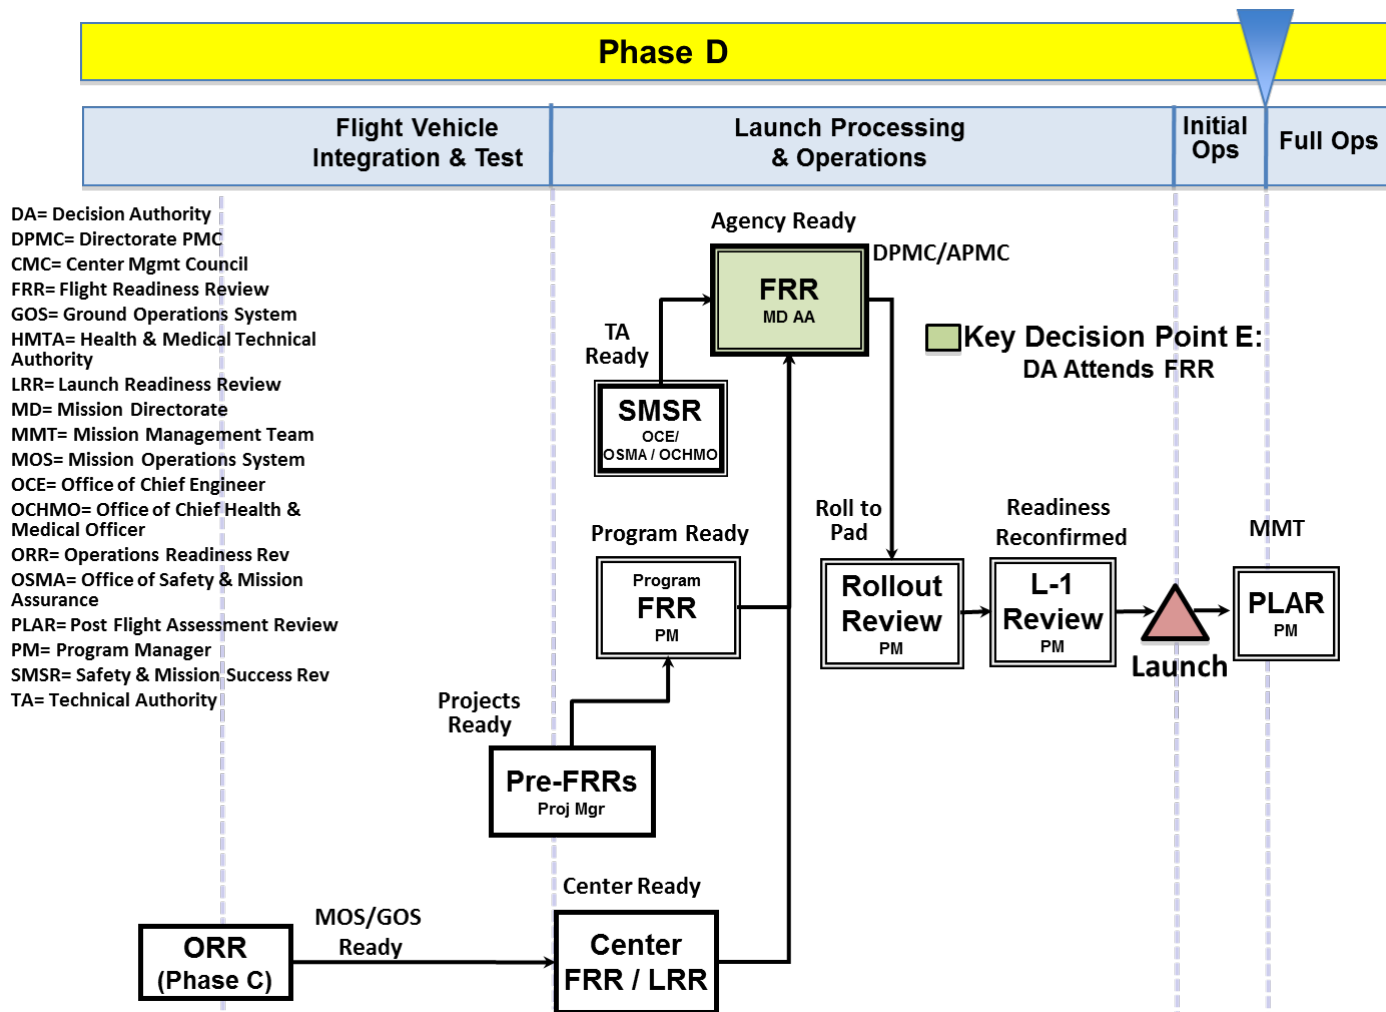 Phase D
Flight Vehicle
Integration & Test
Launch Processing
& Operations
Initial
Ops
Full Ops
DA= Decision Authority
DPMC= Directorate PMC
CMC= Center Mgmt Council
FRR= Flight Readiness Review
GOS= Ground Operations System
HMTA= Health & Medical Technical
Authority
LRR= Launch Readiness Review
MD= Mission Directorate
MMT= Mission Management Team
MOS= Mission Operations System
OCE= Office of Chief Engineer
OCHMO= Office of Chief Health &
Medical Officer
ORR= Operations Readiness Rev
OSMA= Office of Safety & Mission
Assurance
PLAR= Post Flight Assessment Review
PM= Program Manager
SMSR= Safety & Mission Success Rev
TA= Technical Authority
Agency Ready
DPMC/APMC
FRR
MD AA
Key Decision Point E:
DA Attends FRR
TA
Ready
SMSR
OCE/
OSMA / OCHMO
Program Ready
Program
FRR
PM
Roll to
Pad
Rollout
Review
PM
Readiness
Reconfirmed
L-1
Review
PM
Launch
MMT
PLAR
PM
Projects
Ready
Pre-FRRs
Proj Mgr
Center Ready
Center
FRR / LRR
MOS/GOS
Ready
ORR
(Phase C)